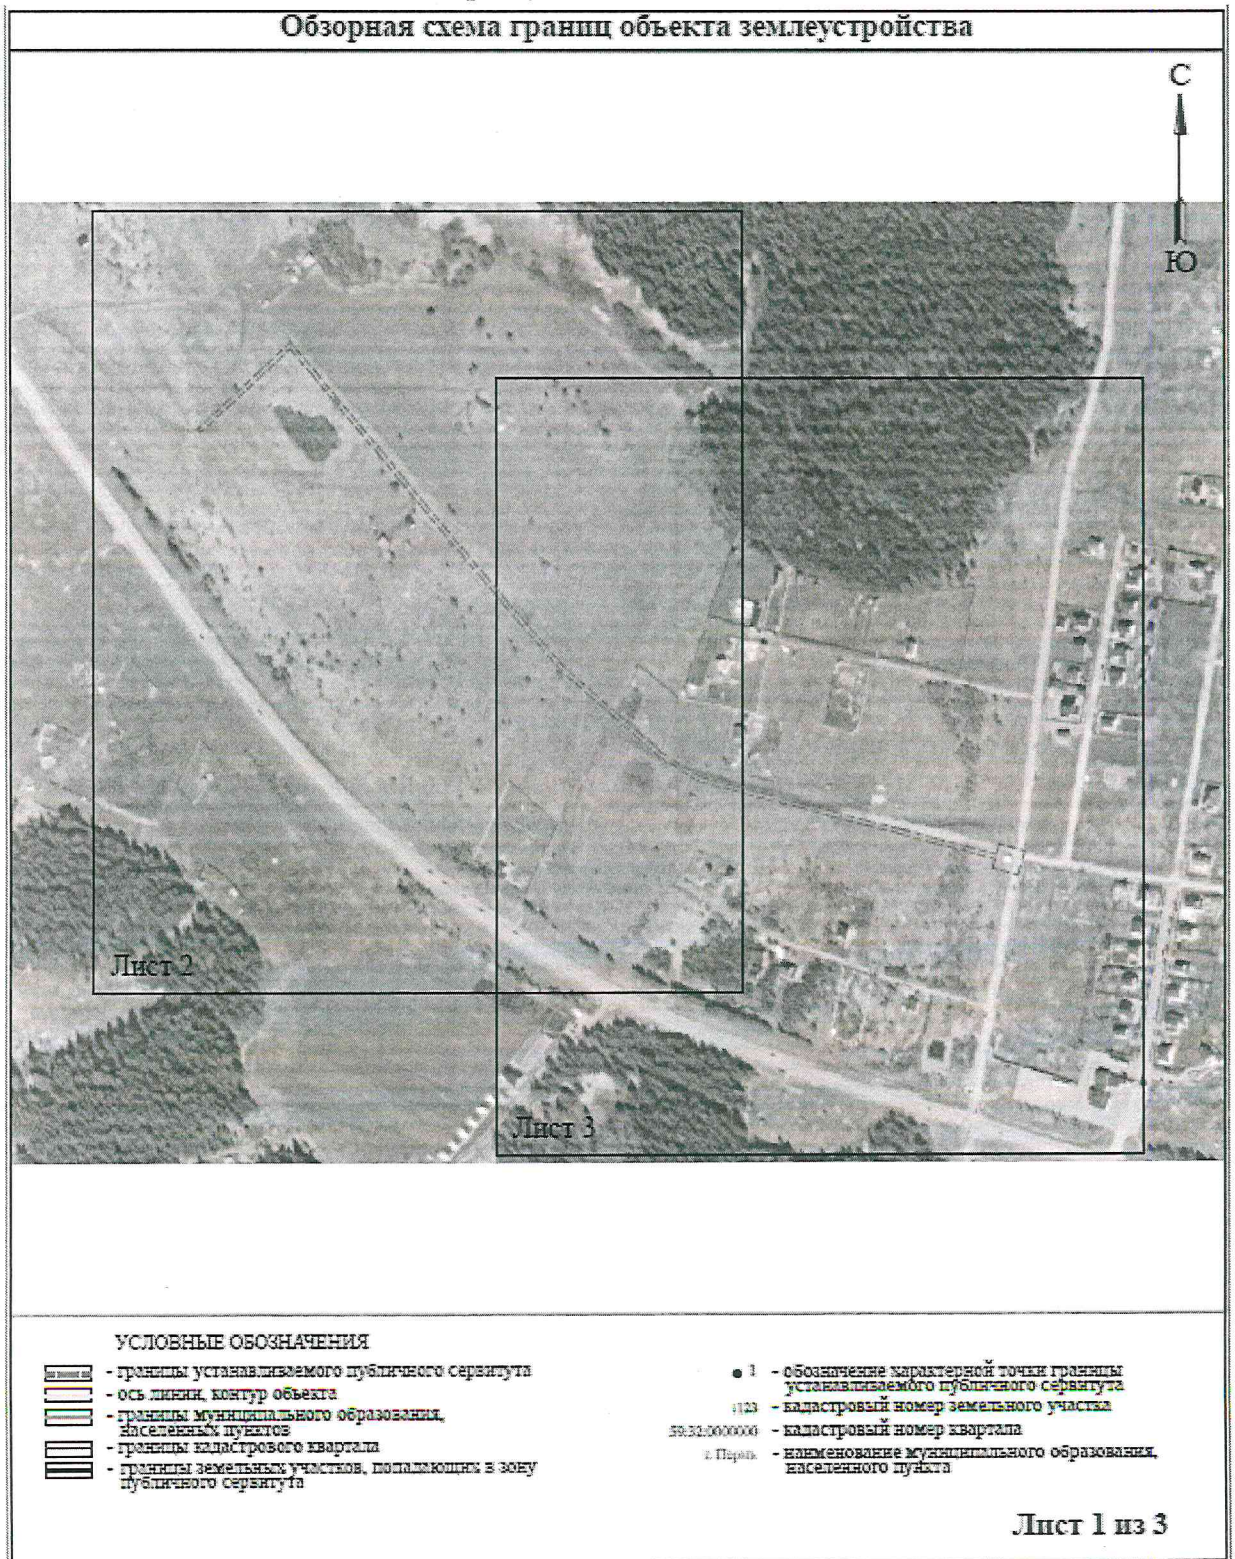 Обзорная схема границ объекта землеустройства
С
Ю
Лист 2
Лист 3
УСЛОВНЫЕ ОБОЗНАЧЕНИЯ
- границы устанавливаемого публичного сервитута
- ось линии, контур объекта
- границы муниципального образования,
населенных пунктов
- границы кадастрового квартала
- границы земельных участков, попадающих в зону
публичного сервитута
1 - обозначение характерной точки границы
устанавливаемого публичного сервитута
:123 - кадастровый номер земельного участка
59:32:0000000 - кадастровый номер квартала
г. Пермь - наименование муниципального образования,
населенного пункта
Лист 1 из 3